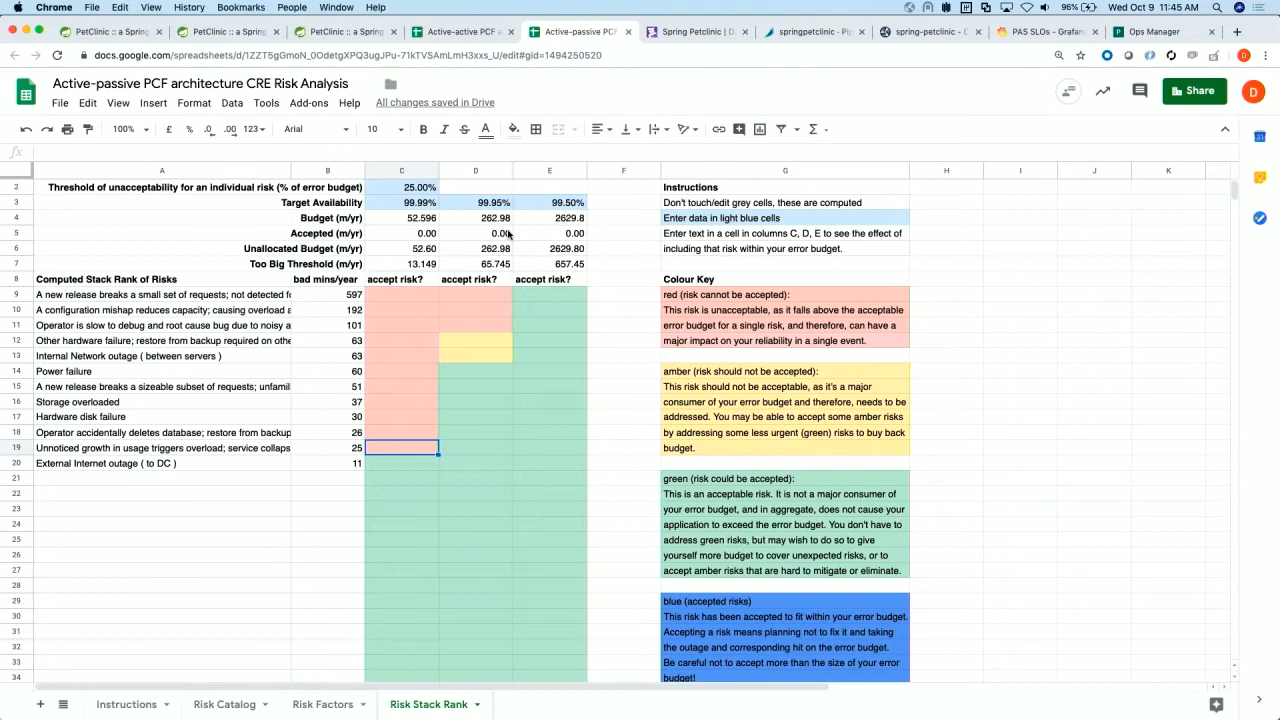 Chrome File Edit View History Bookmarks People Window Help 96% Wed Oct 9 11:45 AM
PetClinic :: a Spring PetClinic :: a Spring PetClinic :: a Spring Active-active PCF a Active-passive PCF Spring Initializr | D springpetclinic - Pip spring-petclinic - C PAS SLOs - Grafana Ops Manager
docs.google.com/spreadsheets/d/1ZZT5gGmoN_0OdetgXPQ3ugJPu-71kTVSAmLmH3xxs_U/edit#gid=1494250520
Active-passive PCF architecture CRE Risk Analysis
File Edit View Insert Format Data Tools Add-ons Help All changes saved in Drive
Share
D
100% £ % .0 .00 123 Arial 10 B I S A
fx
A B C D E F G H I J K
2 Threshold of unacceptability for an individual risk (% of error budget) 25.00% Instructions
3 Target Availability 99.99% 99.95% 99.50% Don't touch/edit grey cells, these are computed
4 Budget (m/yr) 52.596 262.98 2629.8 Enter data in light blue cells
5 Accepted (m/yr) 0.00 0.00 0.00 Enter text in a cell in columns C, D, E to see the effect of
6 Unallocated Budget (m/yr) 52.60 262.98 2629.80 including that risk within your error budget.
7 Too Big Threshold (m/yr) 13.149 65.745 657.45
8 Computed Stack Rank of Risks bad mins/year accept risk? accept risk? accept risk? Colour Key
9 A new release breaks a small set of requests; not detected fo 597 red (risk cannot be accepted):
10 A configuration mishap reduces capacity; causing overload a 192 This risk is unacceptable, as it falls above the acceptable
11 Operator is slow to debug and root cause bug due to noisy a 101 error budget for a single risk, and therefore, can have a
12 Other hardware failure; restore from backup required on othe 63 major impact on your reliability in a single event.
13 Internal Network outage ( between servers ) 63
14 Power failure 60 amber (risk should not be accepted):
15 A new release breaks a sizeable subset of requests; unfamil 51 This risk should not be acceptable, as it's a major
16 Storage overloaded 37 consumer of your error budget and therefore, needs to be
17 Hardware disk failure 30 addressed. You may be able to accept some amber risks
18 Operator accidentally deletes database; restore from backup 26 by addressing some less urgent (green) risks to buy back
19 Unnoticed growth in usage triggers overload; service collaps 25 budget.
20 External Internet outage ( to DC ) 11
21 green (risk could be accepted):
22 This is an acceptable risk. It is not a major consumer of
23 your error budget, and in aggregate, does not cause your
24 application to exceed the error budget. You don't have to
25 address green risks, but may wish to do so to give
26 yourself more budget to cover unexpected risks, or to
27 accept amber risks that are hard to mitigate or eliminate.
28
29 blue (accepted risks)
30 This risk has been accepted to fit within your error budget.
31 Accepting a risk means planning not to fix it and taking
32 the outage and corresponding hit on the error budget.
33 Be careful not to accept more than the size of your error
34 budget!
Instructions Risk Catalog Risk Factors Risk Stack Rank